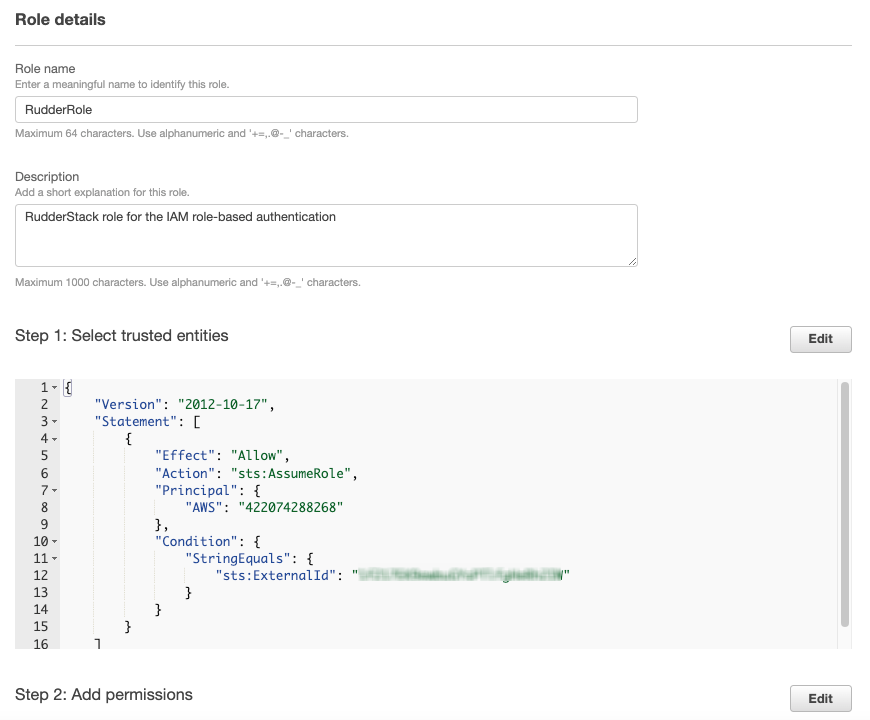 Role details
Role name
Enter a meaningful name to identify this role.
RudderRole
Maximum 64 characters. Use alphanumeric and '+=,.@-_' characters.
Description
Add a short explanation for this role.
RudderStack role for the IAM role-based authentication
Maximum 1000 characters. Use alphanumeric and '+=,.@-_' characters.
Step 1: Select trusted entities
Edit
1 {
2 "Version": "2012-10-17",
3 "Statement": [
4 {
5 "Effect": "Allow",
6 "Action": "sts:AssumeRole",
7 "Principal": {
8 "AWS": "422074288268"
9 },
10 "Condition": {
11 "StringEquals": {
12 "sts:ExternalId": " "
13 }
14 }
15 }
16 ]
Step 2: Add permissions
Edit